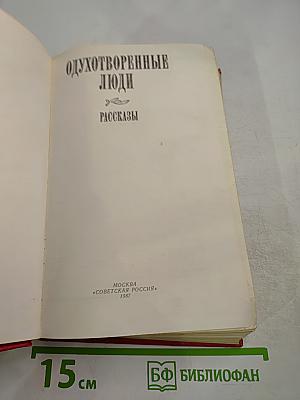 ОДУХОТВОРЕННЫЕ
ЛЮДИ
РАССКАЗЫ
МОСКВА
«СОВЕТСКАЯ РОССИЯ»
1987
15 см
БФ БИБЛИОФАН